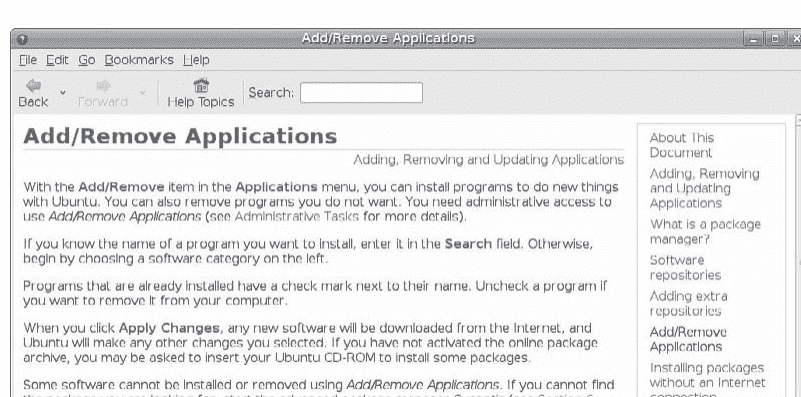 Add/Remove Applications
File Edit Go Bookmarks Help
Back Forward Help Topics Search:
Add/Remove Applications
Adding, Removing and Updating Applications
With the Add/Remove item in the Applications menu, you can install programs to do new things
with Ubuntu. You can also remove programs you do not want. You need administrative access to
use Add/Remove Applications (see Administrative Tasks for more details).
If you know the name of a program you want to install, enter it in the Search field. Otherwise,
begin by choosing a software category on the left.
Programs that are already installed have a check mark next to their name. Uncheck a program if
you want to remove it from your computer.
When you click Apply Changes, any new software will be downloaded from the Internet, and
Ubuntu will make any other changes you selected. If you have not activated the online package
archive, you may be asked to insert your Ubuntu CD-ROM to install some packages.
Some software cannot be installed or removed using Add/Remove Applications. If you cannot find
About This
Document
Adding, Removing
and Updating
Applications
What is a package
manager?
Software
repositories
Adding extra
repositories
Add/Remove
Applications
Installing packages
without an Internet
connection